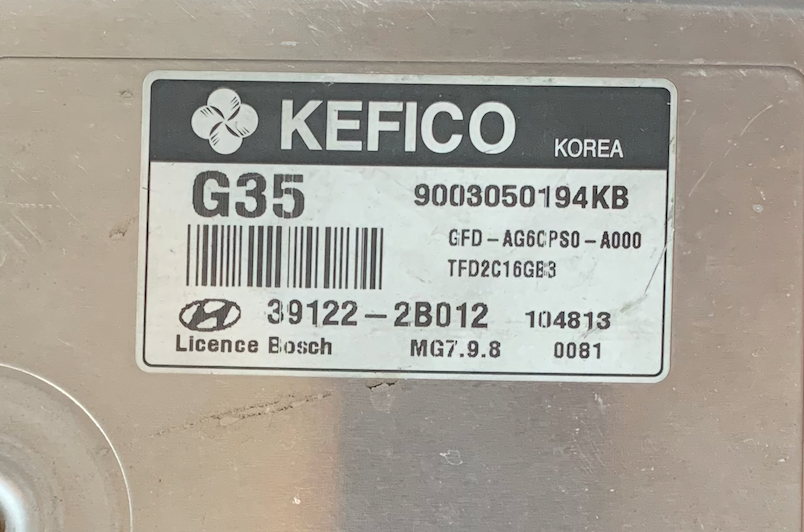 KEFICO KOREA
G35 9003050194KB
GFD-AG6CPS0-A000
TFD2C16GB3
39122-2B012 104813
Licence Bosch MG7.9.8 0081